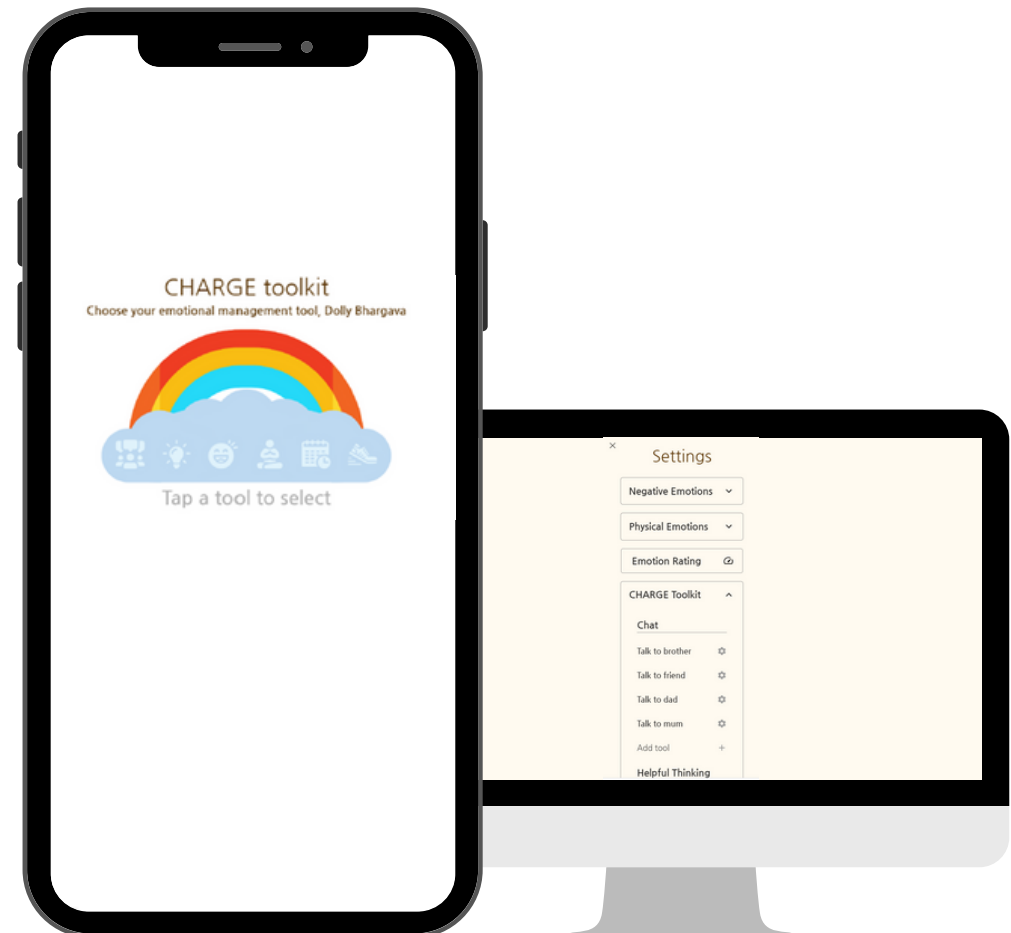 CHARGE toolkit
Choose your emotional management tool, Dolly Bhargava
Tap a tool to select
Settings
Negative Emotions
Physical Emotions
Emotion Rating
CHARGE Toolkit
Chat
Talk to brother
Talk to friend
Talk to dad
Talk to mum
Add tool
Helpful Thinking